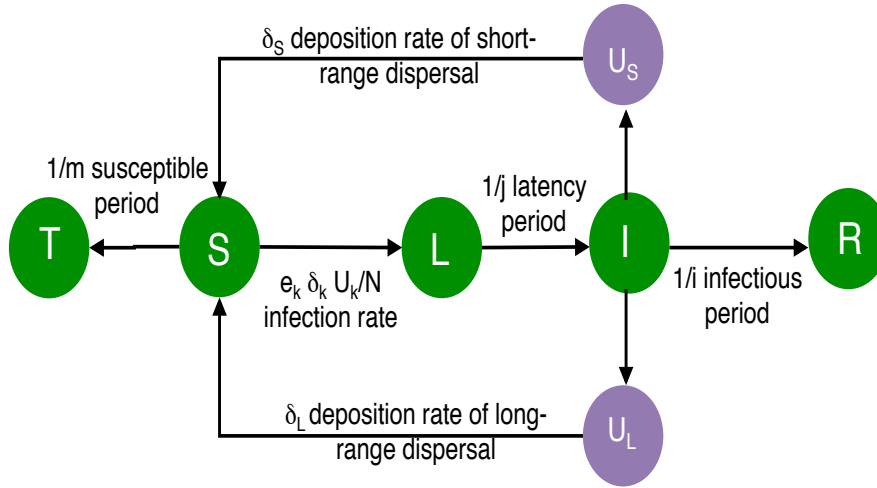 δS deposition rate of short-
range dispersal
US
1/m susceptible
period
1/j latency
period
T
S
L
I
R
ek δk Uk/N
infection rate
1/i infectious
period
δL deposition rate of long-
range dispersal
UL